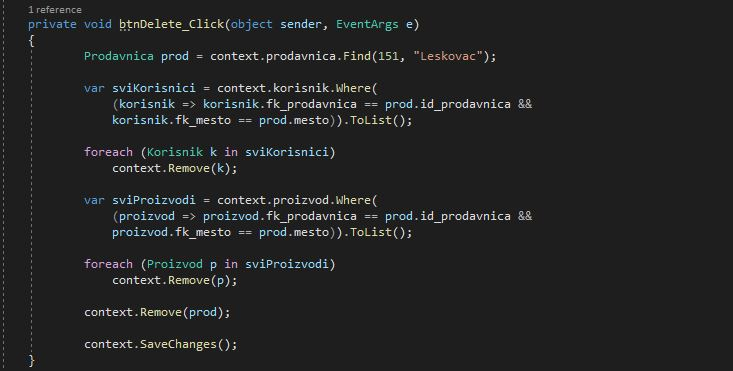 1 reference
private void btnDelete_Click(object sender, EventArgs e)
{
Prodavnica prod = context.prodavnica.Find(151, "Leskovac");
var sviKorisnici = context.korisnik.Where(
(korisnik => korisnik.fk_prodavnica == prod.id_prodavnica &&
korisnik.fk_mesto == prod.mesto)).ToList();
foreach (Korisnik k in sviKorisnici)
context.Remove(k);
var sviProizvodi = context.proizvod.Where(
(proizvod => proizvod.fk_prodavnica == prod.id_prodavnica &&
proizvod.fk_mesto == prod.mesto)).ToList();
foreach (Proizvod p in sviProizvodi)
context.Remove(p);
context.Remove(prod);
context.SaveChanges();
}